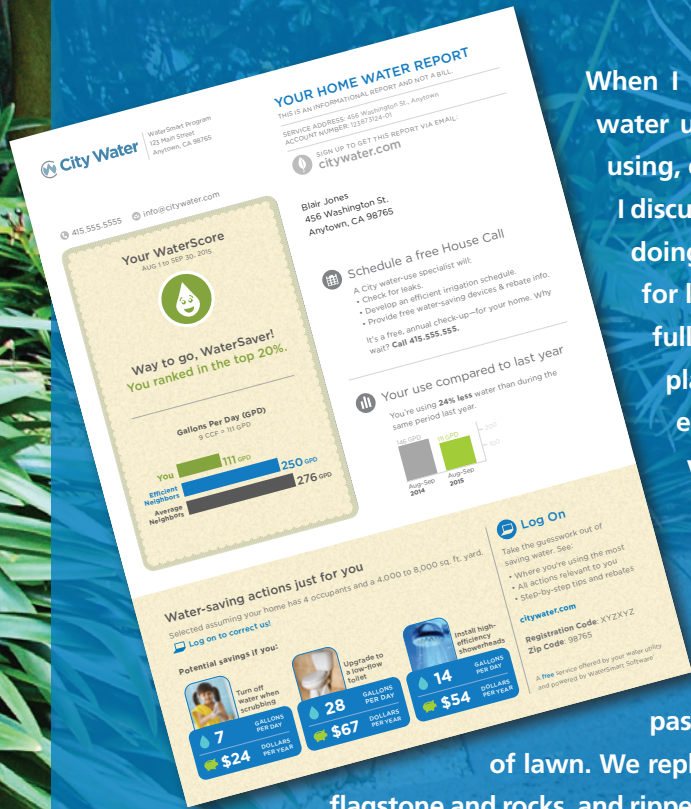 City Water
WaterSmart Program
123 Main Street
Anytown, CA 98765
415.555.5555 info@citywater.com
YOUR HOME WATER REPORT
THIS IS AN INFORMATIONAL REPORT AND NOT A BILL.
SERVICE ADDRESS: 456 Washington St., Anytown
ACCOUNT NUMBER: 123873124-01
SIGN UP TO GET THIS REPORT VIA EMAIL:
citywater.com
Blair Jones
456 Washington St.
Anytown, CA 98765
Your WaterScore
AUG 1 to SEP 30, 2015
Way to go, WaterSaver!
You ranked in the top 20%.
Gallons Per Day (GPD)
9 CCF = 111 GPD
You 111 GPD
Efficient
Neighbors
250 GPD
Average
Neighbors
276 GPD
Schedule a free House Call
A City water-use specialist will:
• Check for leaks.
• Develop an efficient irrigation schedule.
• Provide free water-saving devices & rebate info.
It's a free, annual check-up—for your home. Why
wait? Call 415.555.555.
Your use compared to last year
You're using 24% less water than during the
same period last year.
146 GPD
111 GPD
200
100
Aug-Sep
2014
Aug-Sep
2015
Water-saving actions just for you
Selected assuming your home has 4 occupants and a 4,000 to 8,000 sq. ft. yard.
Log on to correct us!
Potential savings if you:
Turn off
water when
scrubbing
7 GALLONS
PER DAY
$24 DOLLARS
PER YEAR
Upgrade to
a low-flow
toilet
28 GALLONS
PER DAY
$67 DOLLARS
PER YEAR
Install high-
efficiency
showerheads
14 GALLONS
PER DAY
$54 DOLLARS
PER YEAR
Log On
Take the guesswork out of
saving water. See:
• Where you're using the most
• All actions relevant to you
• Step-by-step tips and rebates
citywater.com
Registration Code: XYZXYZ
Zip Code: 98765
A free service offered by your water utility
and powered by WaterSmart Software
When I
water u
using,
I discu
doing
for l
full
pla
e
pas
of lawn. We repl
flagstone and rocks, and ripp